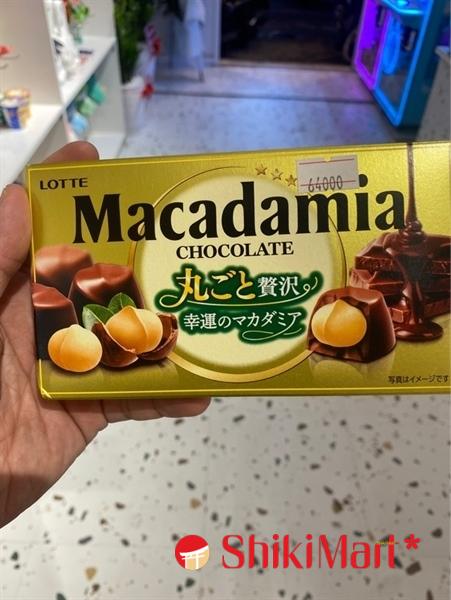 LOTTE
64000
Macadamia
CHOCOLATE
丸ごと贅沢
幸運のマカダミア
写真はイメージです
ShikiMart*